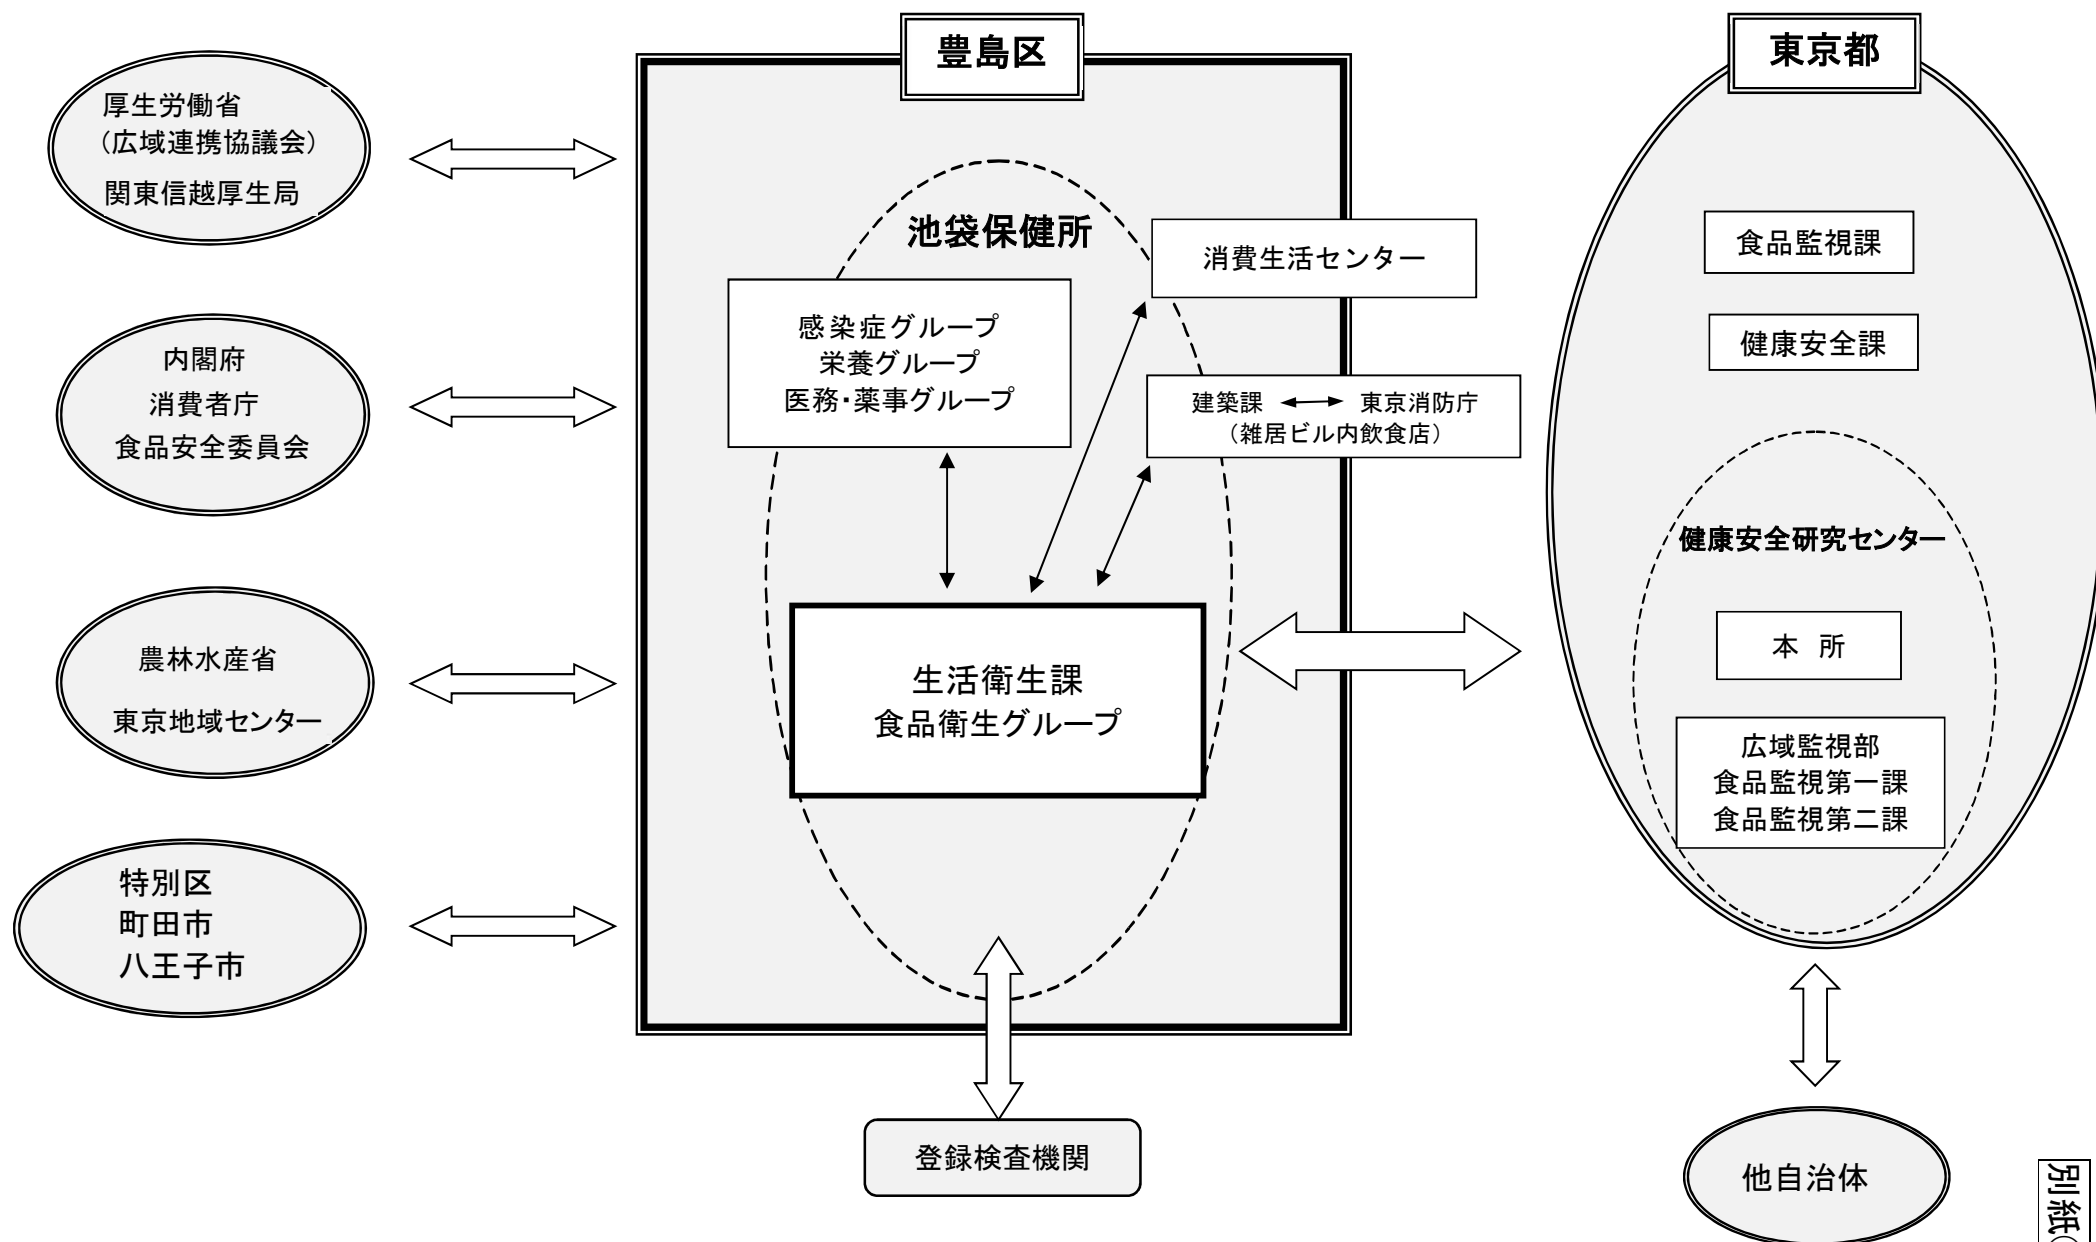 厚生労働省
（広域連携協議会）
関東信越厚生局
内閣府
消費者庁
食品安全委員会
農林水産省
東京地域センター
特別区
町田市
八王子市
豊島区
池袋保健所
感染症グループ
栄養グループ
医務・薬事グループ
消費生活センター
建築課 東京消防庁
（雑居ビル内飲食店）
生活衛生課
食品衛生グループ
登録検査機関
東京都
食品監視課
健康安全課
健康安全研究センター
本 所
広域監視部
食品監視第一課
食品監視第二課
他自治体
別紙